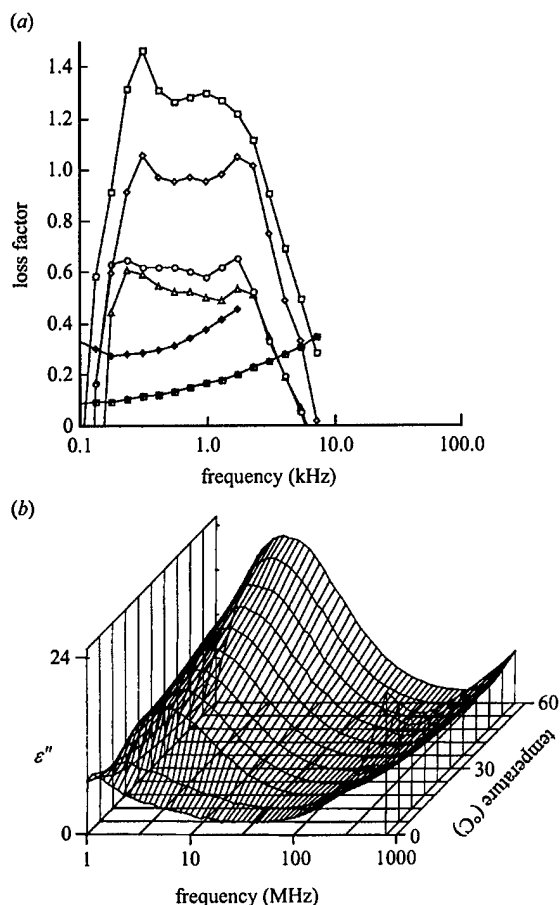 (a)
1.4
1.2
1.0
0.8
0.6
0.4
0.2
0
loss factor
0.1 1.0 10.0 100.0
frequency (kHz)
(b)
24
ε″
0
1 10 100 1000
frequency (MHz)
0 30 60
temperature (°C)